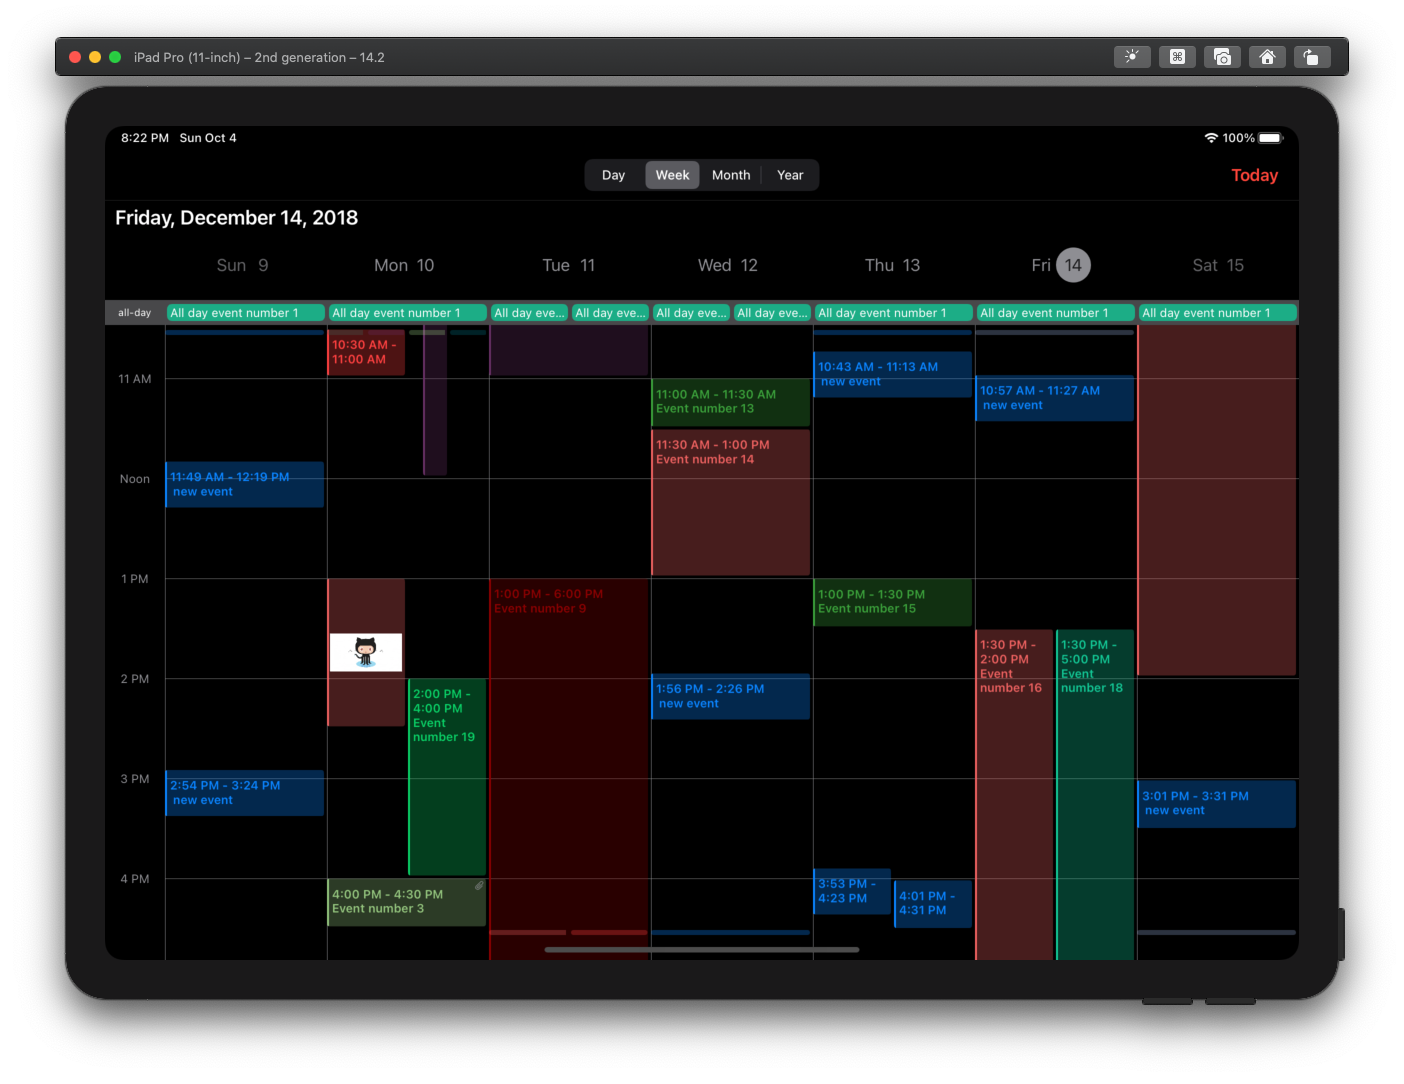 iPad Pro (11-inch) – 2nd generation – 14.2
8:22 PM Sun Oct 4
100%
Day Week Month Year
Today
Friday, December 14, 2018
Sun 9 Mon 10 Tue 11 Wed 12 Thu 13 Fri 14 Sat 15
all-day
All day event number 1
All day event number 1
All day eve...
All day eve...
All day eve...
All day eve...
All day event number 1
All day event number 1
All day event number 1
11 AM
Noon
1 PM
2 PM
3 PM
4 PM
11:49 AM - 12:19 PM
new event
2:54 PM - 3:24 PM
new event
10:30 AM -
11:00 AM
2:00 PM -
4:00 PM
Event
number 19
4:00 PM - 4:30 PM
Event number 3
1:00 PM - 6:00 PM
Event number 9
11:00 AM - 11:30 AM
Event number 13
11:30 AM - 1:00 PM
Event number 14
1:56 PM - 2:26 PM
new event
10:43 AM - 11:13 AM
new event
1:00 PM - 1:30 PM
Event number 15
3:53 PM -
4:23 PM
4:01 PM -
4:31 PM
10:57 AM - 11:27 AM
new event
1:30 PM -
2:00 PM
Event
number 16
1:30 PM -
5:00 PM
Event
number 18
3:01 PM - 3:31 PM
new event